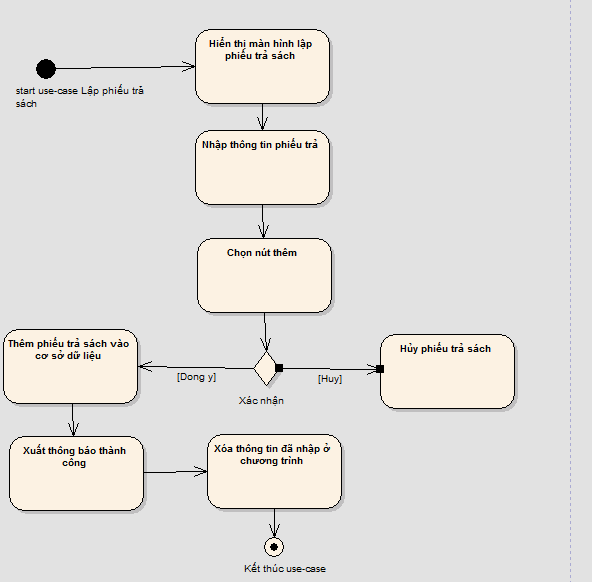 Hiển thị màn hình lập
phiếu trả sách
start use-case Lập phiếu trả
sách
Nhập thông tin phiếu trả
Chọn nút thêm
Thêm phiếu trả sách vào
cơ sở dữ liệu
[Dong y]
[Huy]
Hủy phiếu trả sách
Xác nhận
Xuất thông báo thành
công
Xóa thông tin đã nhập ở
chương trình
Kết thúc use-case